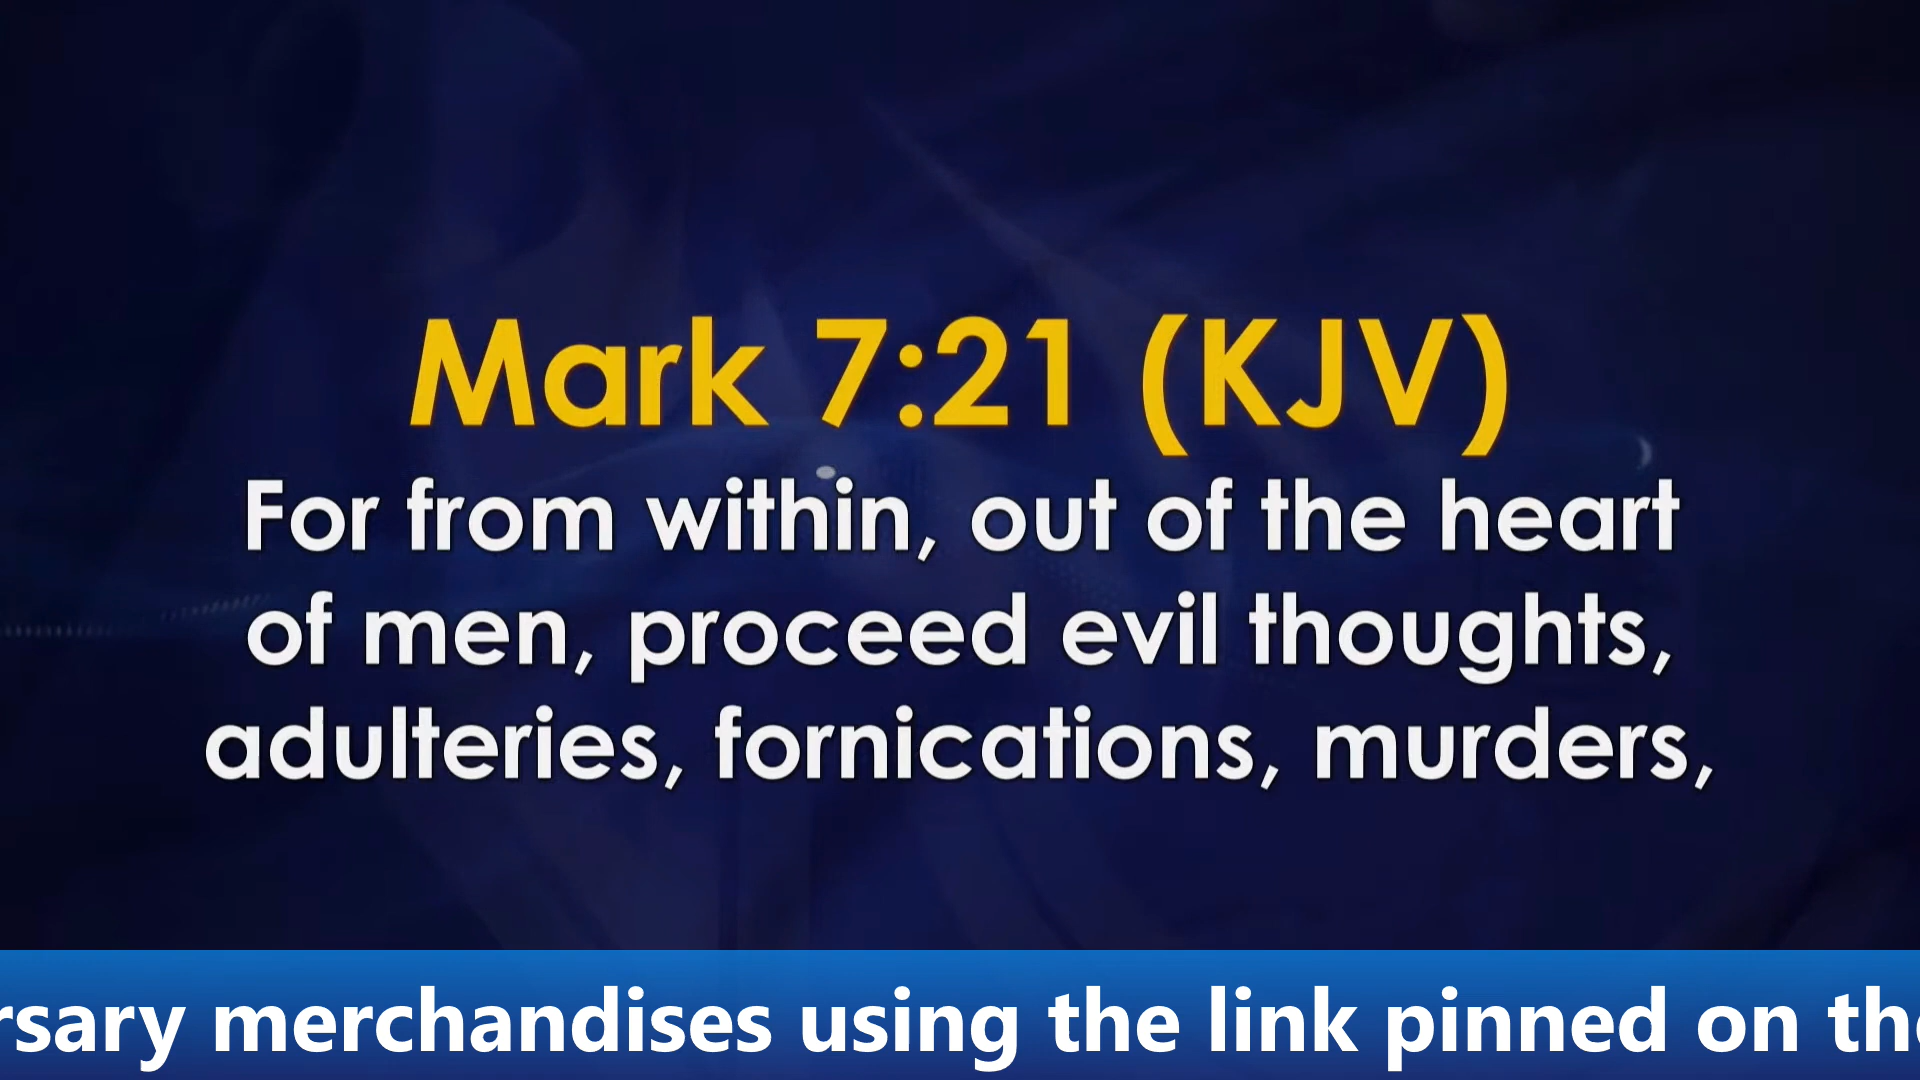 Mark 7:21 (KJV)
For from within, out of the heart
of men, proceed evil thoughts,
adulteries, fornications, murders,
merchandises using the link pinned on